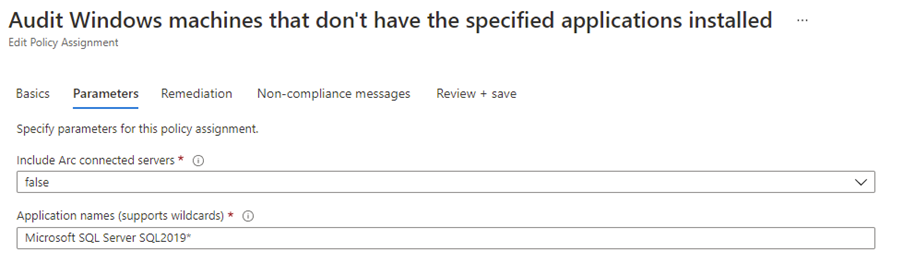 Audit Windows machines that don't have the specified applications installed ...
Edit Policy Assignment
Basics Parameters Remediation Non-compliance messages Review + save
Specify parameters for this policy assignment.
Include Arc connected servers *
false
Application names (supports wildcards) *
Microsoft SQL Server SQL2019*